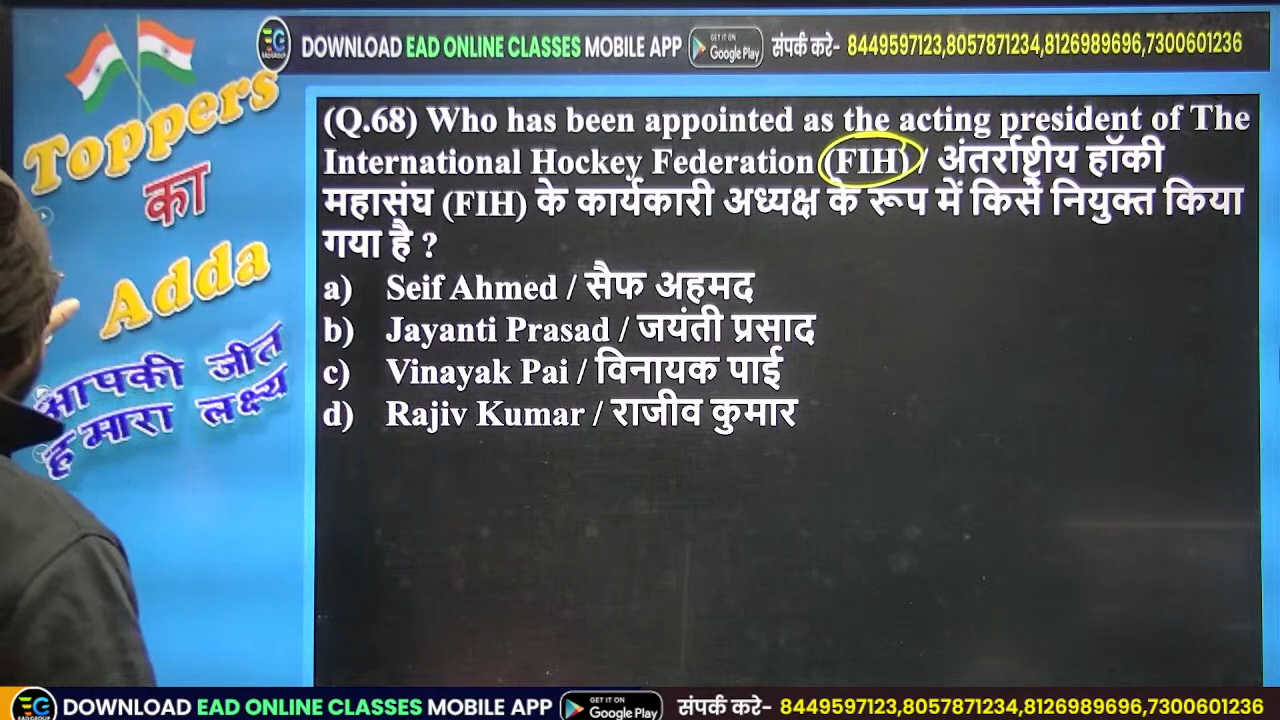 DOWNLOAD EAD ONLINE CLASSES MOBILE APP GET IT ON Google Play संपर्क करे- 8449597123,8057871234,8126989696,7300601236
Toppers
का
Adda
आपकी जीत
हमारा लक्ष्य
(Q.68) Who has been appointed as the acting president of The
International Hockey Federation (FIH) / अंतर्राष्ट्रीय हॉकी
महासंघ (FIH) के कार्यकारी अध्यक्ष के रूप में किसे नियुक्त किया
गया है ?
a) Seif Ahmed / सैफ अहमद
b) Jayanti Prasad / जयंती प्रसाद
c) Vinayak Pai / विनायक पाई
d) Rajiv Kumar / राजीव कुमार
DOWNLOAD EAD ONLINE CLASSES MOBILE APP GET IT ON Google Play संपर्क करे- 8449597123,8057871234,8126989696,7300601236